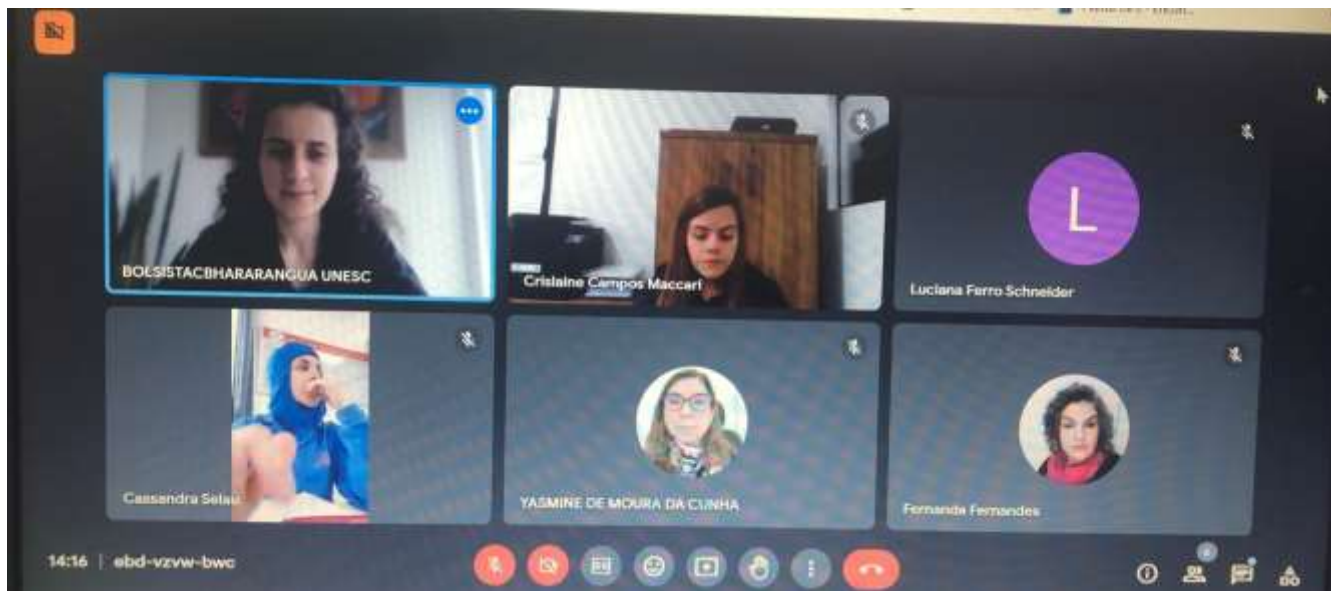 BOLSISTACBHARARANGUA UNESC
Crislaine Campos Maccari
L
Luciana Ferro Schneider
Cassandra Selau
YASMINE DE MOURA DA CUNHA
Fernanda Fernandes
14:16 | ebd-vzvw-bwc